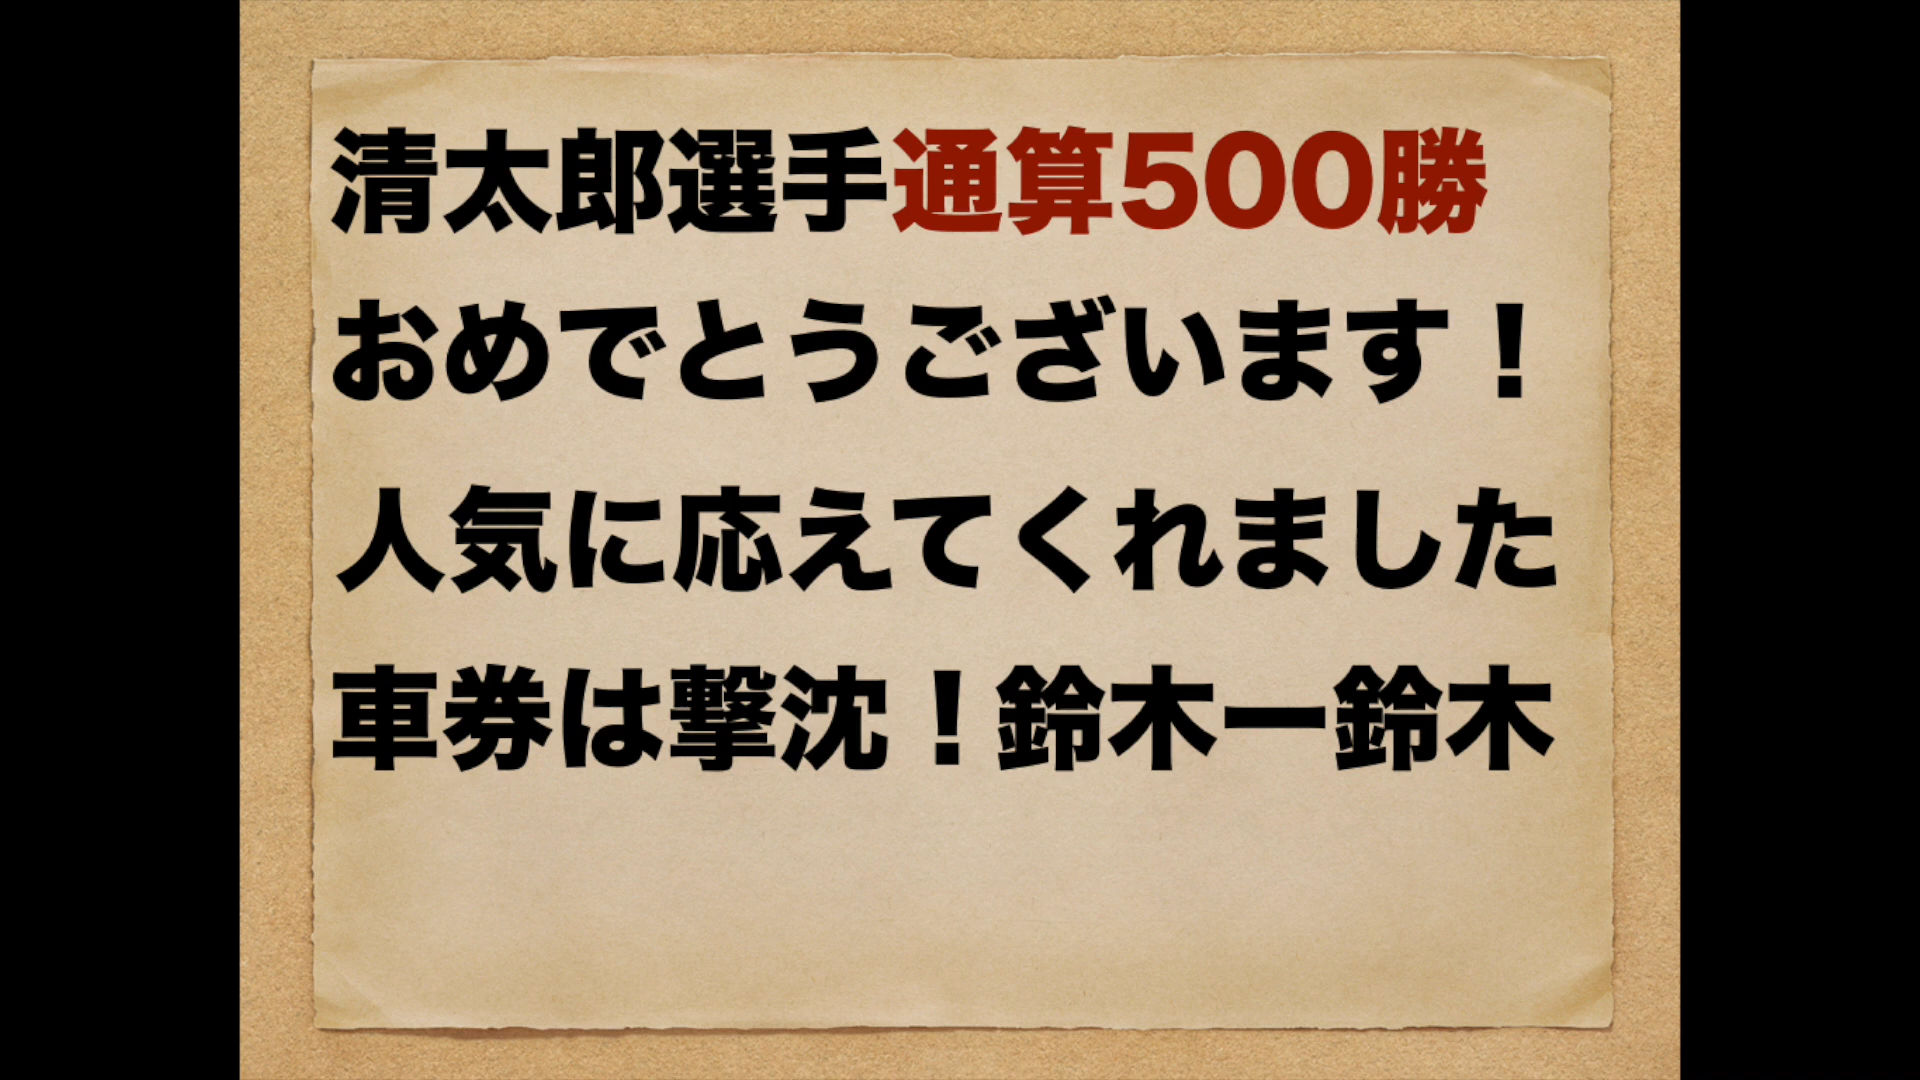 清太郎選手通算500勝
おめでとうございます！
人気に応えてくれました
車券は撃沈！鈴木一鈴木